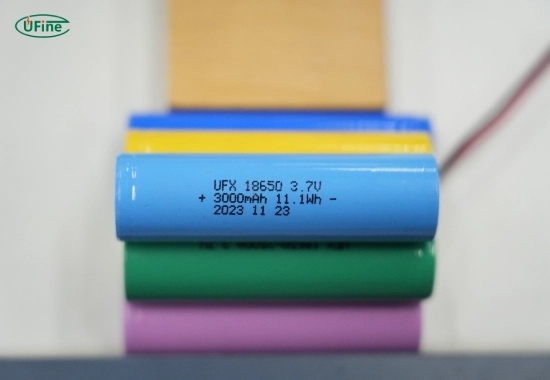 UFine
UFX 18650 3.7V
+ 3000mAh 11.1Wh -
2023 11 23